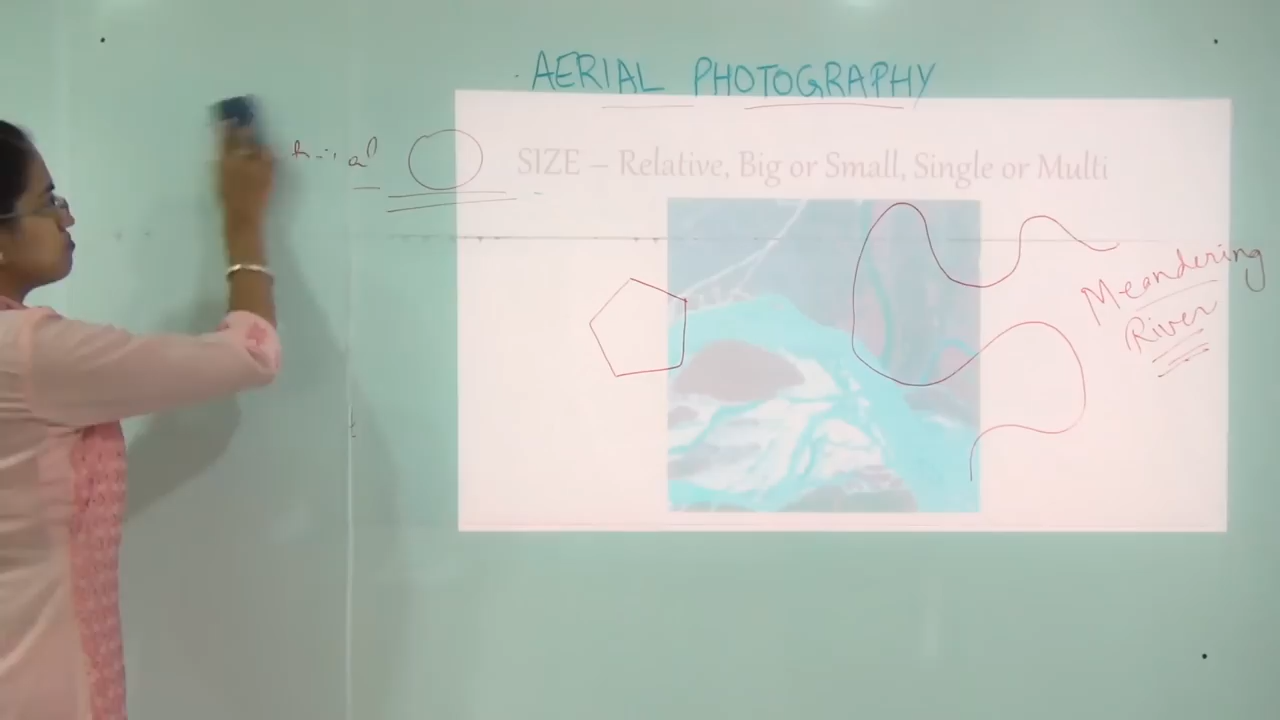 AERIAL PHOTOGRAPHY
SIZE – Relative, Big or Small, Single or Multi
Meandering
River